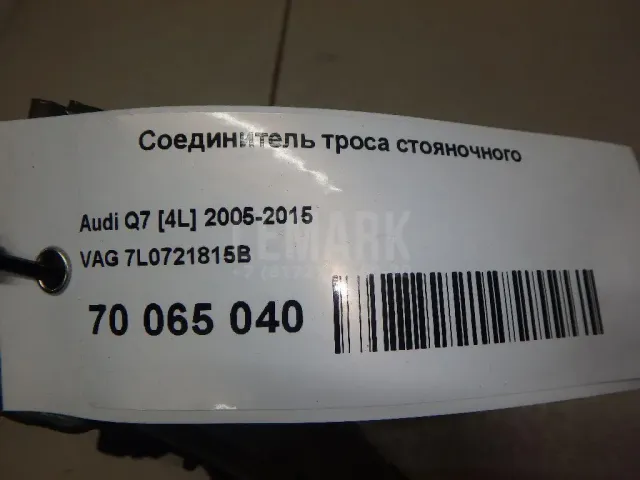 Соединитель троса стояночного
Audi Q7 [4L] 2005-2015
VAG 7L0721815B
70 065 040